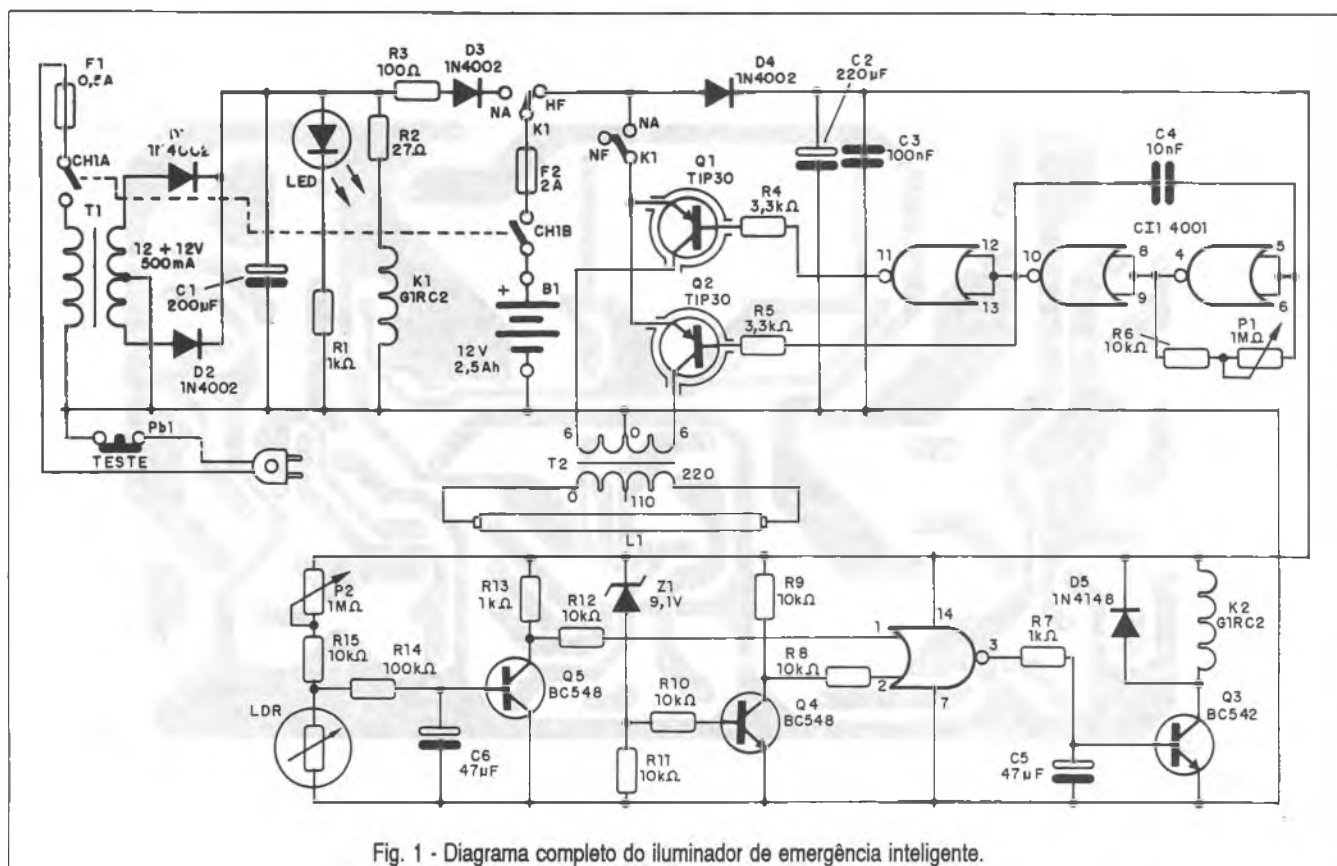 F1
0,5A
CH1A
T1
1N4002
12 + 12V
500mA
C1
200µF
D2
1N4002
LED
R1
1kΩ
R2
27Ω
K1
G1RC2
R3
100Ω
D3
1N4002
NA
HF
K1
F2
2A
CH1B
+
B1
12V
2,5Ah
NA
NF
K1
D4
1N4002
C2
220µF
C3
100nF
Q1
TIP30
R4
3,3kΩ
Q2
TIP30
R5
3,3kΩ
11
12
13
10
CI1 4001
8
9
4
5
6
C4
10nF
R6
10kΩ
P1
1MΩ
Pb1
TESTE
6
0
6
T2
0
110
220
L1
P2
1MΩ
R15
10kΩ
LDR
R14
100kΩ
C6
47µF
R13
1kΩ
R12
10kΩ
Q5
BC548
Z1
9,1V
R10
10kΩ
R11
10kΩ
R9
10kΩ
R8
10kΩ
Q4
BC548
1
2
14
3
7
R7
1kΩ
C5
47µF
D5
1N4148
K2
G1RC2
Q3
BC542
Fig. 1 - Diagrama completo do iluminador de emergência inteligente.